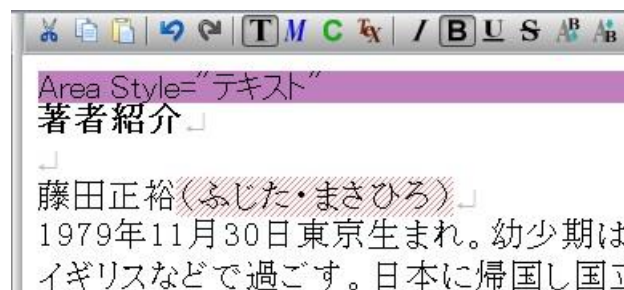 T M C TEX I B U S AB AB
Area Style="テキスト"
著者紹介
藤田正裕(ふじた・まさひろ)
1979年11月30日東京生まれ。幼少期は
イギリスなどで過ごす。日本に帰国し国立